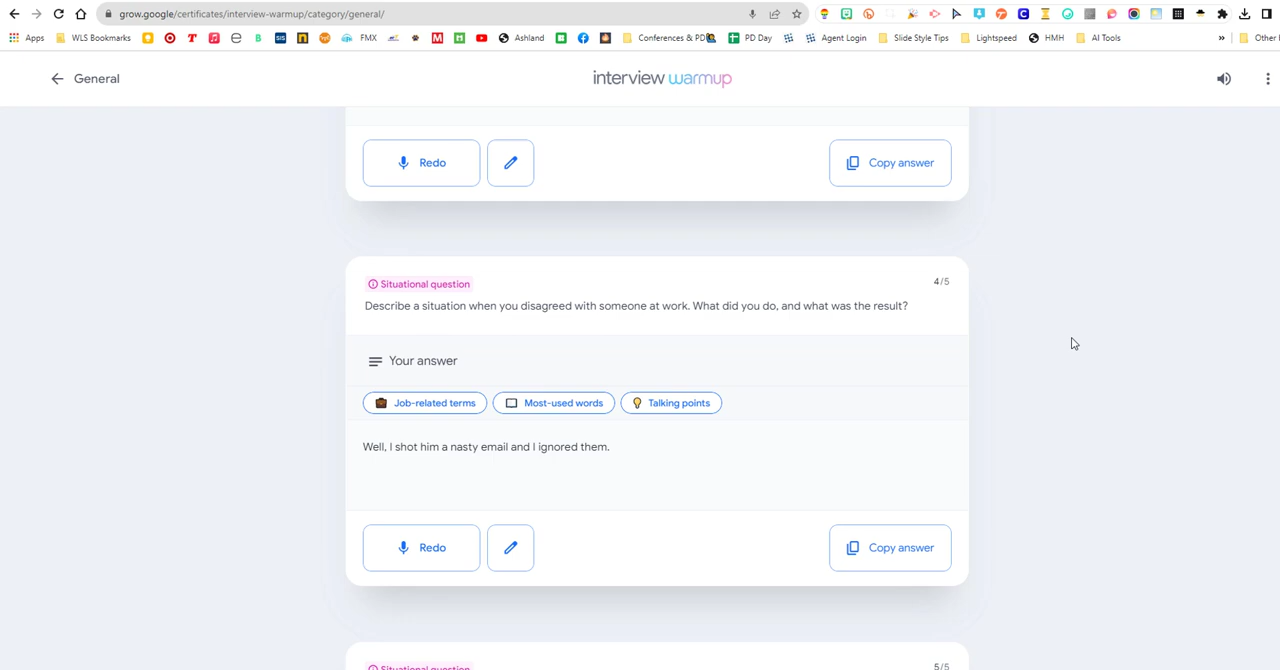 grow.google/certificates/interview-warmup/category/general/
Apps WLS Bookmarks FMX Ashland Conferences & PD PD Day Agent Login Slide Style Tips Lightspeed HMH AI Tools » Other
General interview warmup
Redo Copy answer
Situational question 4/5
Describe a situation when you disagreed with someone at work. What did you do, and what was the result?
Your answer
Job-related terms Most-used words Talking points
Well, I shot him a nasty email and I ignored them.
Redo Copy answer
Situational question 5/5